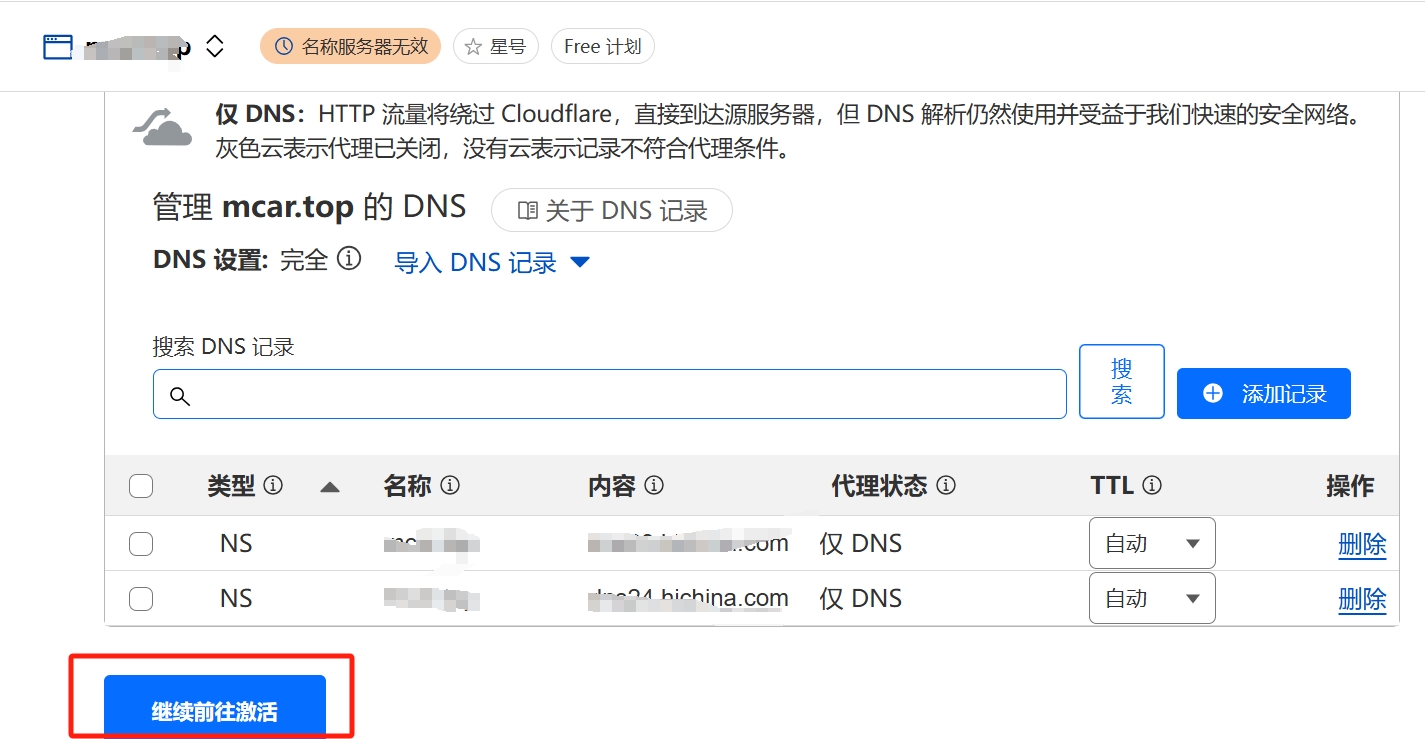 名称服务器无效 星号 Free 计划
仅 DNS：HTTP 流量将绕过 Cloudflare，直接到达源服务器，但 DNS 解析仍然使用并受益于我们快速的安全网络。
灰色云表示代理已关闭，没有云表示记录不符合代理条件。
管理 mcar.top 的 DNS 关于 DNS 记录
DNS 设置: 完全 导入 DNS 记录
搜索 DNS 记录
搜
索
添加记录
类型 名称 内容 代理状态 TTL 操作
NS .com 仅 DNS 自动 删除
NS hichina.com 仅 DNS 自动 删除
继续前往激活